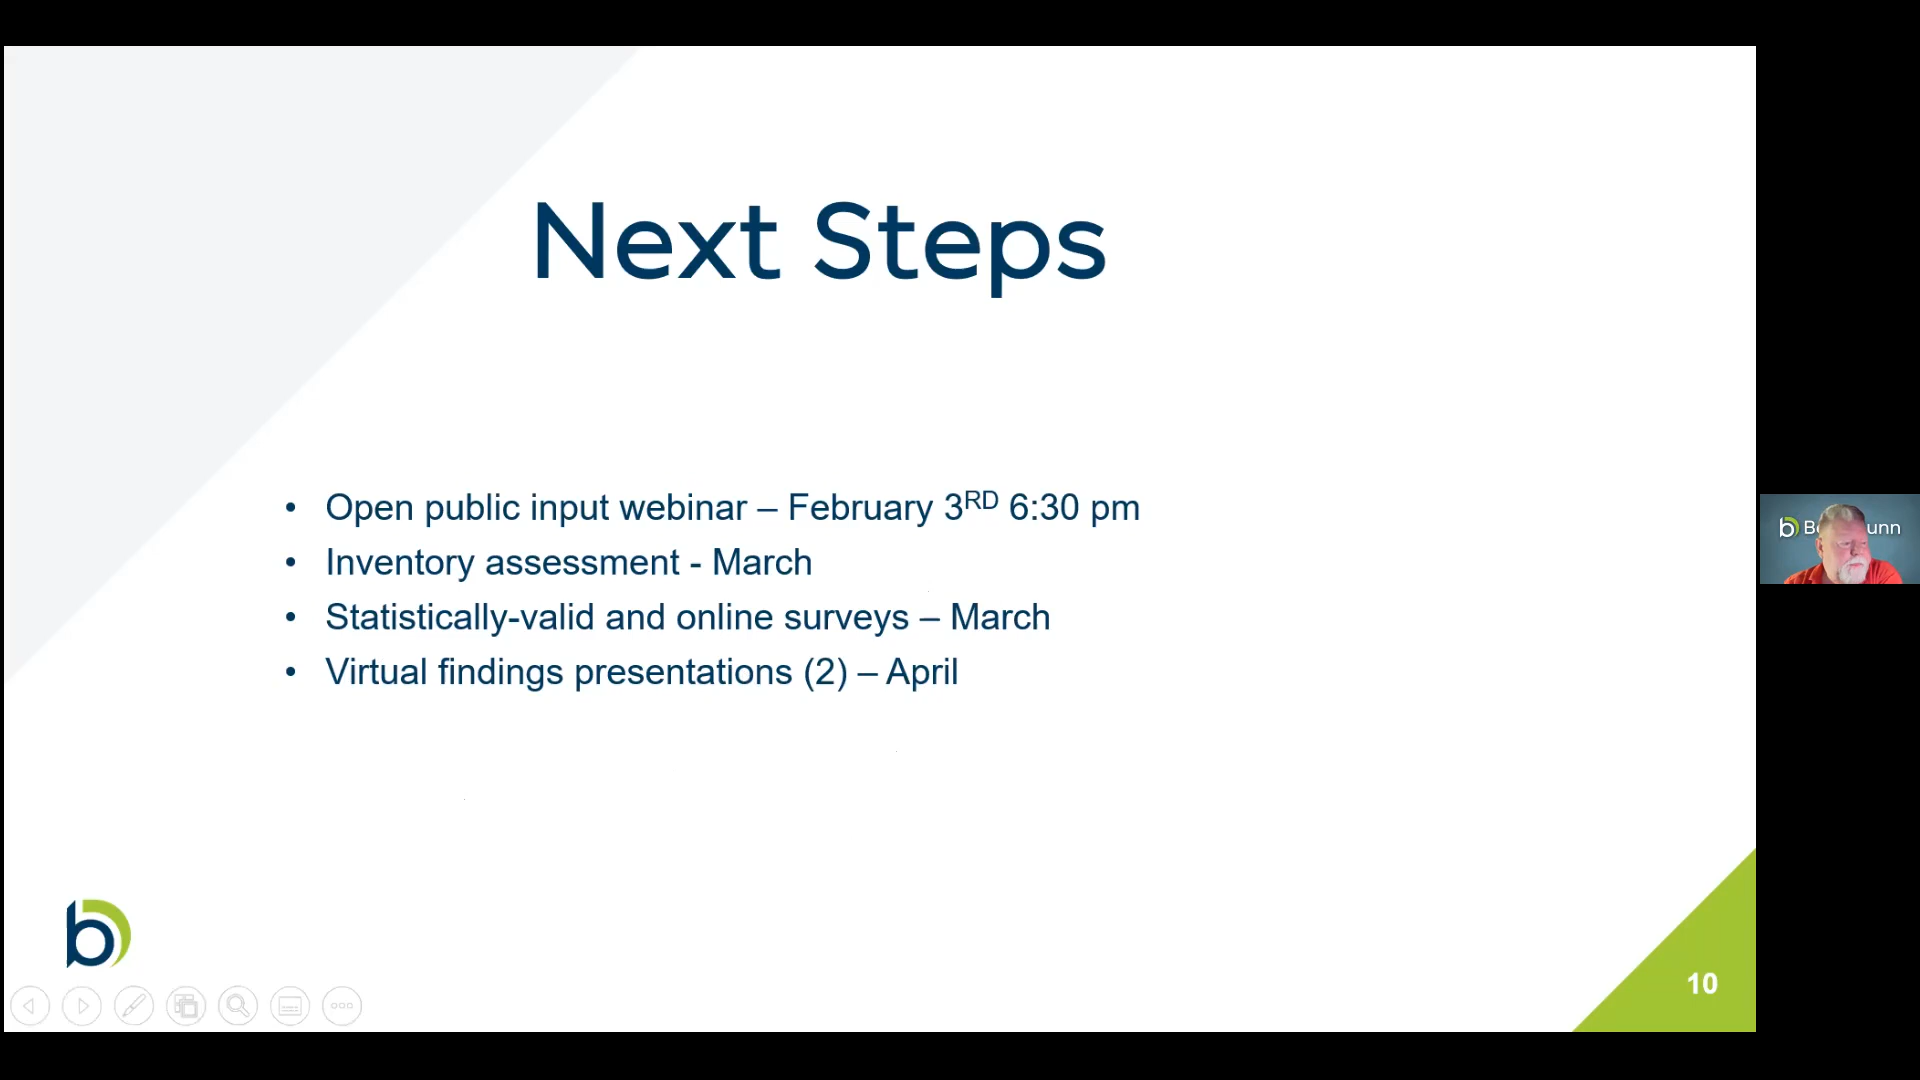 Next Steps
• Open public input webinar – February 3RD 6:30 pm
• Inventory assessment - March
• Statistically-valid and online surveys – March
• Virtual findings presentations (2) – April
10